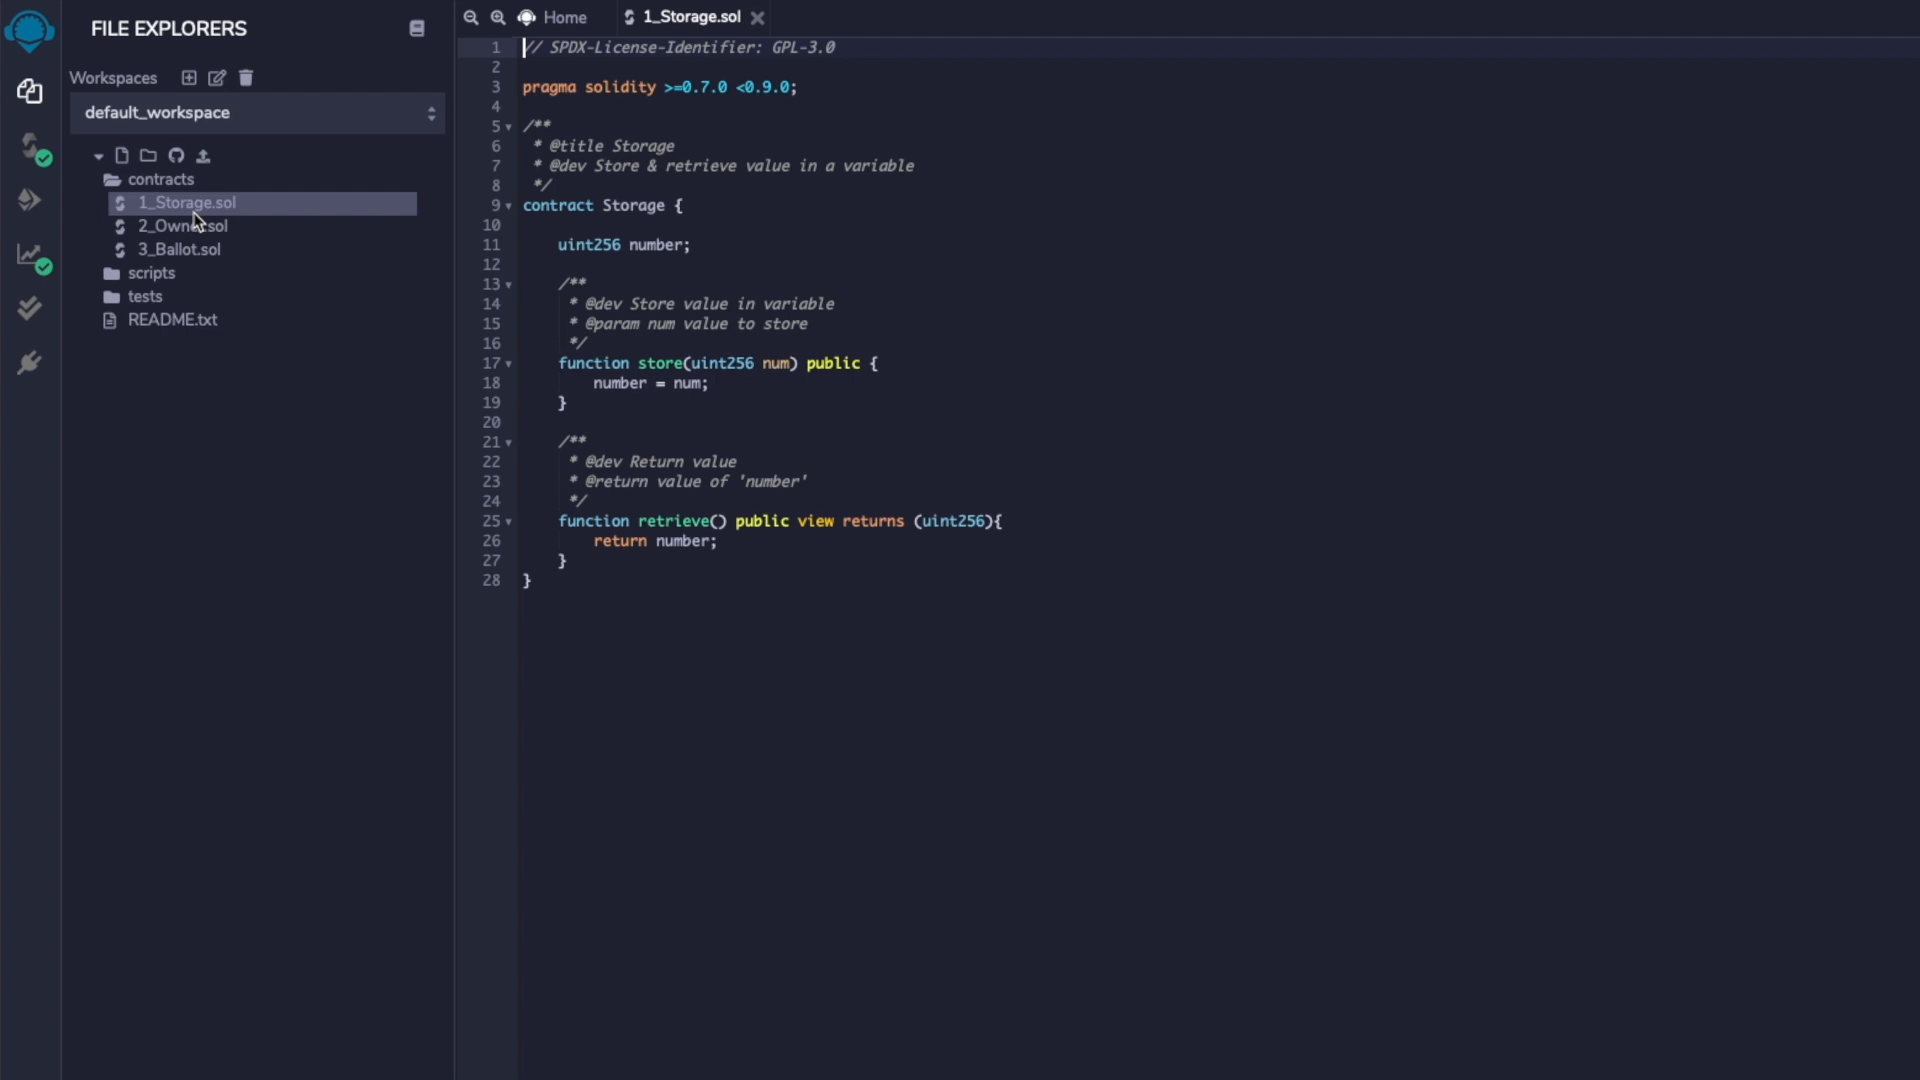 FILE EXPLORERS
Workspaces
default_workspace
contracts
1_Storage.sol
2_Owner.sol
3_Ballot.sol
scripts
tests
README.txt
Home
1_Storage.sol
1 // SPDX-License-Identifier: GPL-3.0
2
3 pragma solidity >=0.7.0 <0.9.0;
4
5 /**
6  * @title Storage
7  * @dev Store & retrieve value in a variable
8  */
9 contract Storage {
10
11     uint256 number;
12
13     /**
14      * @dev Store value in variable
15      * @param num value to store
16      */
17     function store(uint256 num) public {
18         number = num;
19     }
20
21     /**
22      * @dev Return value
23      * @return value of 'number'
24      */
25     function retrieve() public view returns (uint256){
26         return number;
27     }
28 }